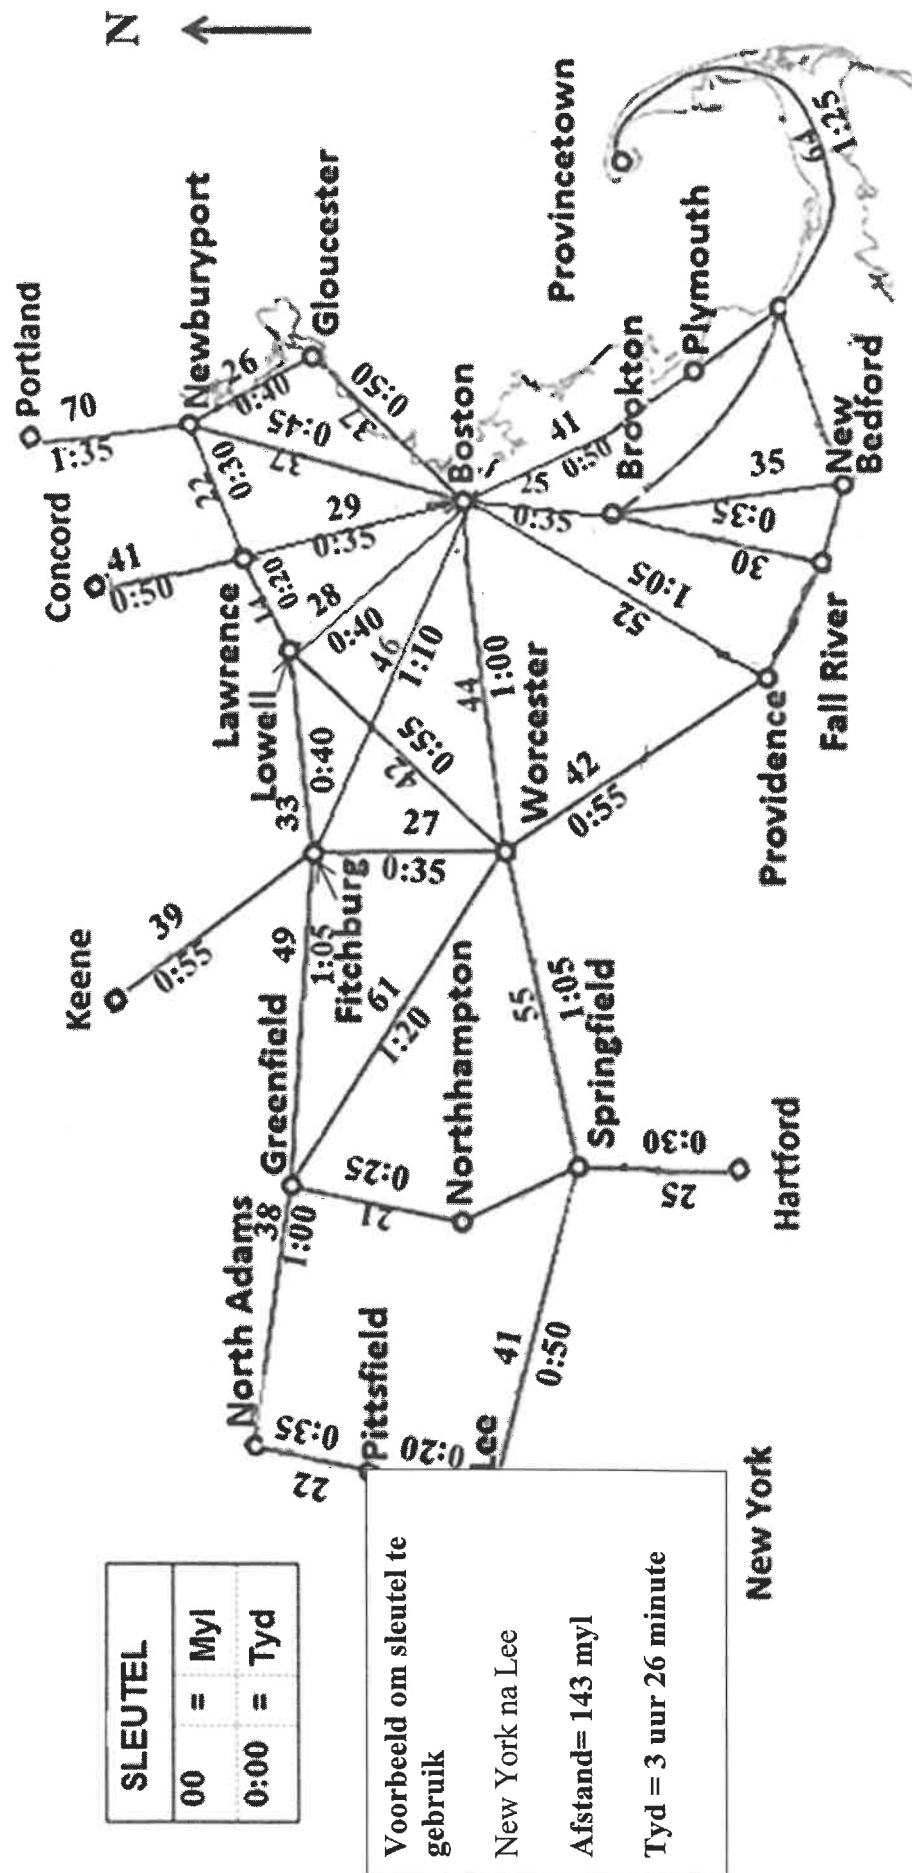 SLEUTEL
00 = Myl
0:00 = Tyd
Voorbeeld om sleutel te
gebruik
New York na Lee
Afstand= 143 myl
Tyd = 3 uur 26 minute
N
New York
North Adams
38
1:00
22
0:35
Pittsfield
0:20
Lee
41
0:50
Greenfield
21
0:25
Northhampton
Springfield
25
0:30
Hartford
49
1:05
61
1:20
55
1:05
Keene
39
0:55
Fitchburg
27
0:35
33
0:40
Worcester
42
0:55
46
1:10
44
1:00
42
0:55
Lowell
Lawrence
14
0:20
28
0:40
Concord
41
0:50
29
0:35
22
0:30
Portland
70
1:35
Newburyport
26
0:40
37
0:45
Gloucester
37
0:50
Boston
52
1:05
25
0:35
41
0:50
Brockton
Plymouth
Provincetown
64
1:25
Providence
Fall River
30
35
0:35
New
Bedford